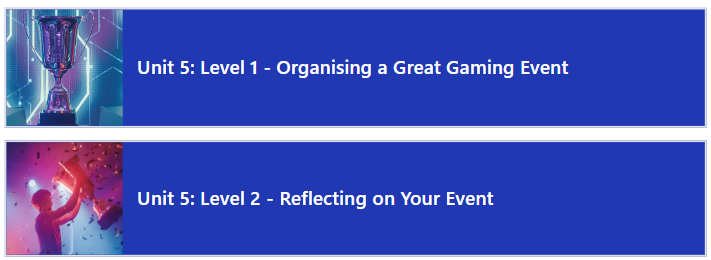 Unit 5: Level 1 - Organising a Great Gaming Event
Unit 5: Level 2 - Reflecting on Your Event